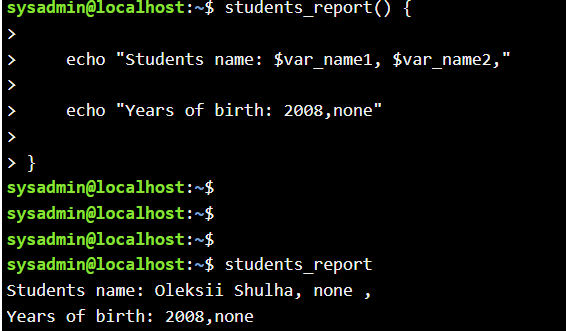 sysadmin@localhost:~$ students_report() {
>
>     echo "Students name: $var_name1, $var_name2,"
>
>     echo "Years of birth: 2008,none"
>
> }
sysadmin@localhost:~$
sysadmin@localhost:~$
sysadmin@localhost:~$
sysadmin@localhost:~$ students_report
Students name: Oleksii Shulha, none ,
Years of birth: 2008,none